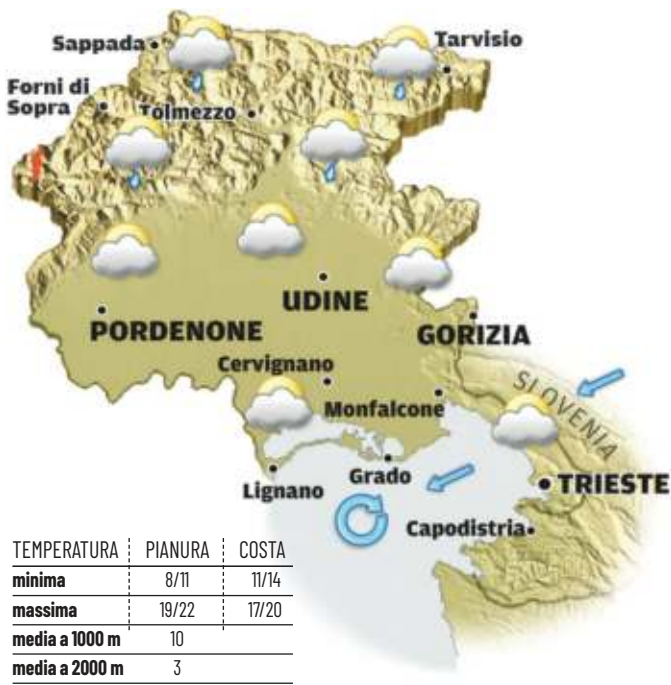 Sappada
Tarvisio
Forni di
Sopra
Tolmezzo
UDINE
PORDENONE
GORIZIA
Cervignano
SLOVENIA
Monfalcone
Grado
Lignano
TRIESTE
Capodistria
TEMPERATURA PIANURA COSTA
minima 8/11 11/14
massima 19/22 17/20
media a 1000 m 10
media a 2000 m 3